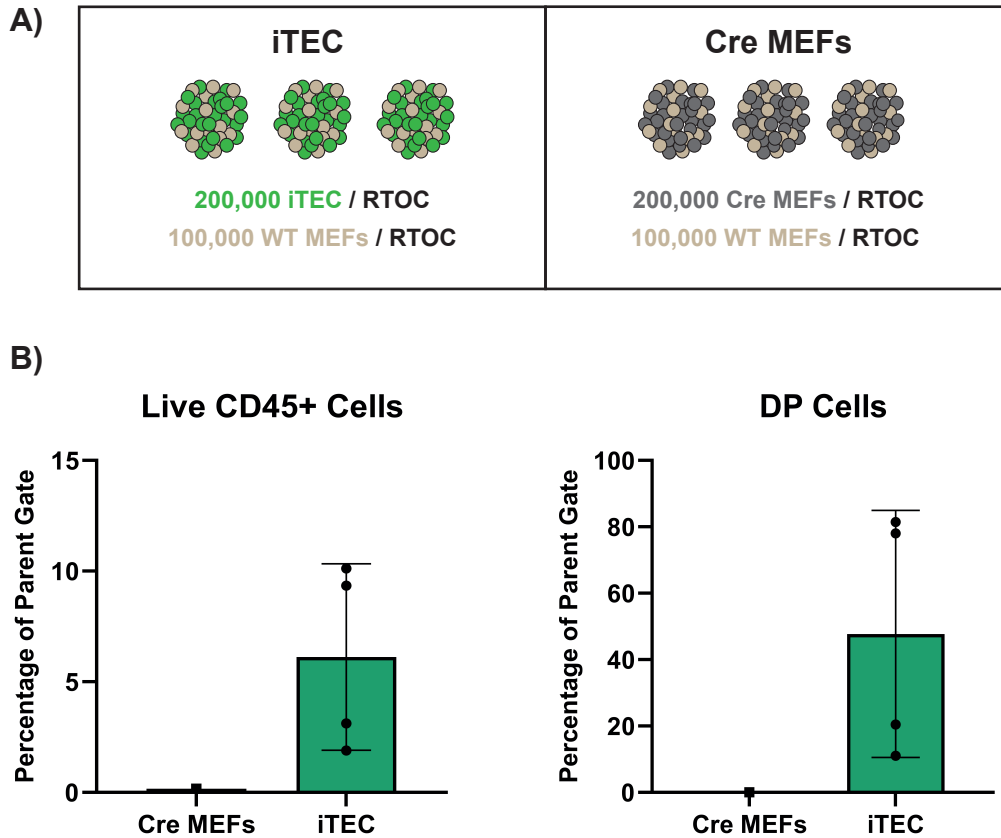 A)
iTEC
200,000 iTEC / RTOC
100,000 WT MEFs / RTOC
Cre MEFs
200,000 Cre MEFs / RTOC
100,000 WT MEFs / RTOC
B)
Live CD45+ Cells
Percentage of Parent Gate
15
10
5
0
Cre MEFs
iTEC
DP Cells
Percentage of Parent Gate
100
80
60
40
20
0
Cre MEFs
iTEC